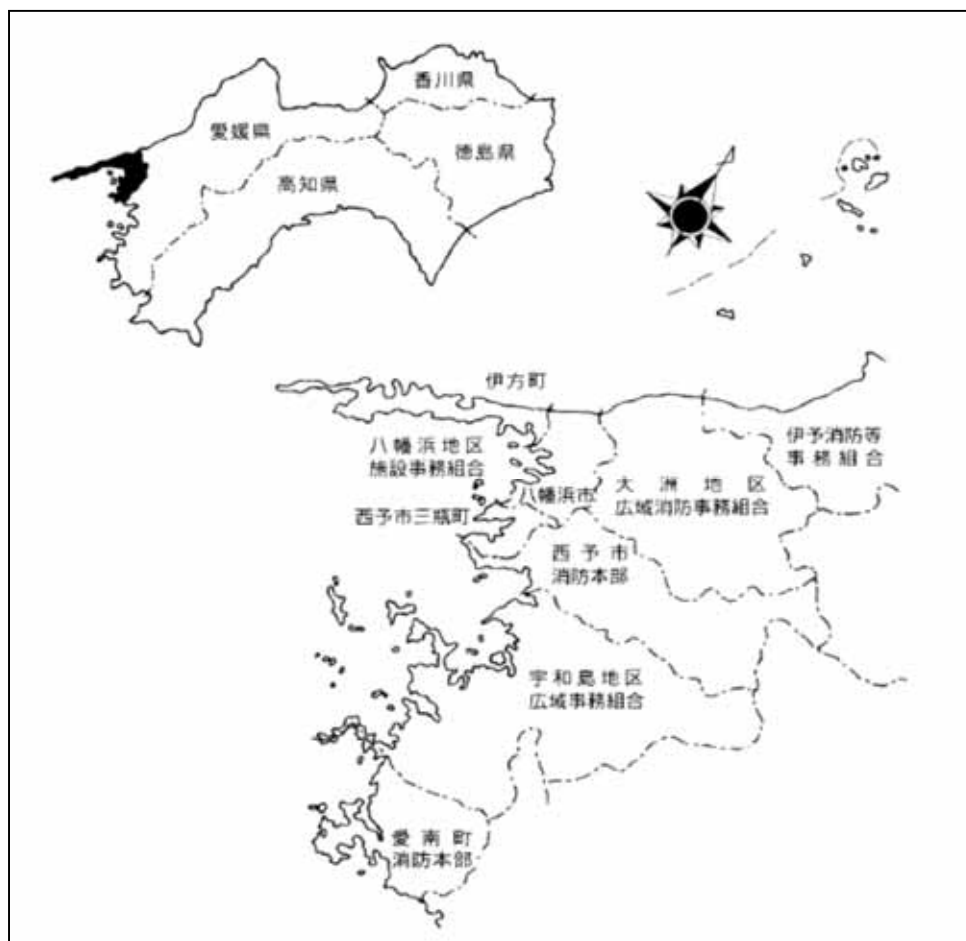 香川県
愛媛県
徳島県
高知県
伊方町
八幡浜地区
施設事務組合
伊予消防等
事務組合
八幡浜市
大洲地区
広域消防事務組合
西予市三瓶町
西予市
消防本部
宇和島地区
広域事務組合
愛南町
消防本部